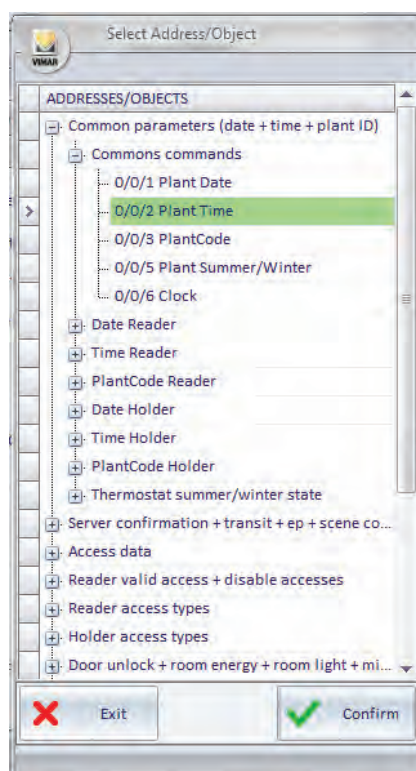 Select Address/Object
VIMAR
ADDRESSES/OBJECTS
Common parameters (date + time + plant ID)
Commons commands
0/0/1 Plant Date
0/0/2 Plant Time
0/0/3 PlantCode
0/0/5 Plant Summer/Winter
0/0/6 Clock
Date Reader
Time Reader
PlantCode Reader
Date Holder
Time Holder
PlantCode Holder
Thermostat summer/winter state
Server confirmation + transit + ep + scene co...
Access data
Reader valid access + disable accesses
Reader access types
Holder access types
Door unlock + room energy + room light + mi...
Exit
Confirm